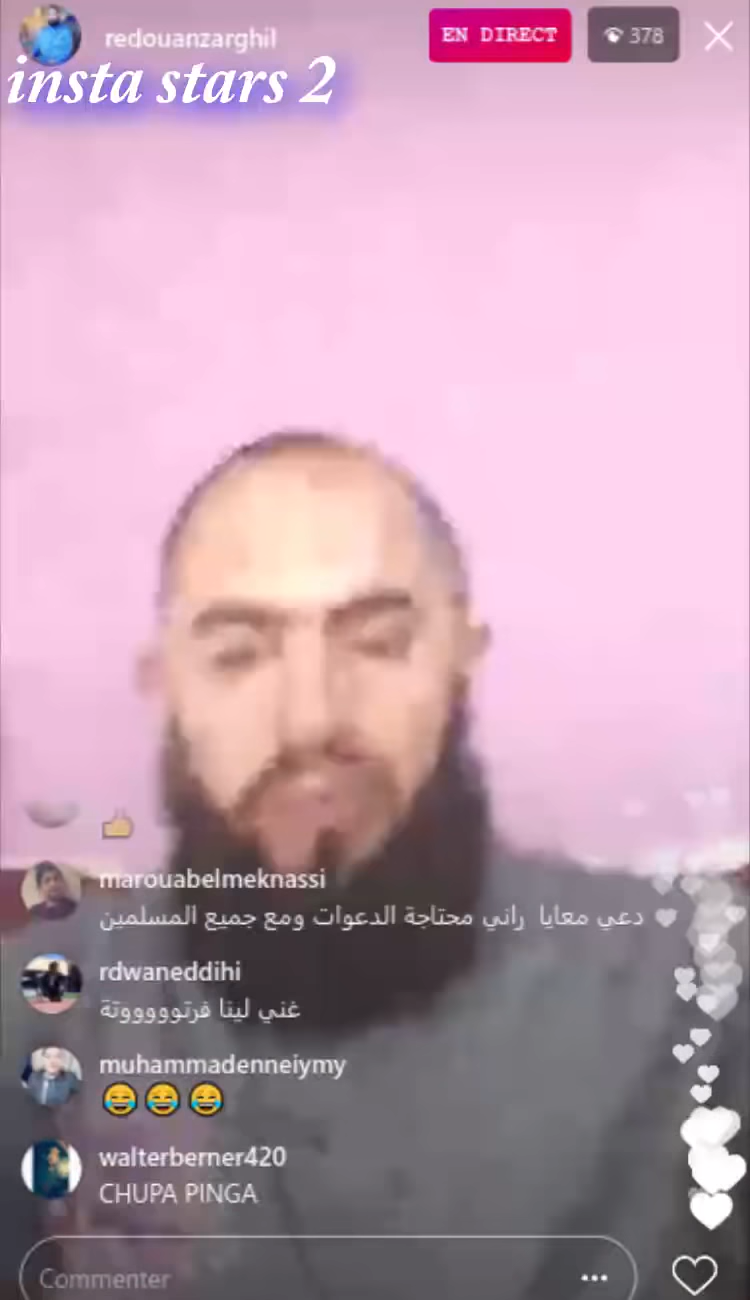 redouanzarghil
EN DIRECT
378
insta stars 2
marouabelmeknassi
دعي معايا راني محتاجة الدعوات ومع جميع المسلمين
rdwaneddihi
غني لينا فرتووووتة
muhammadenneiymy
😂😂😂
walterberner420
CHUPA PINGA
Commenter